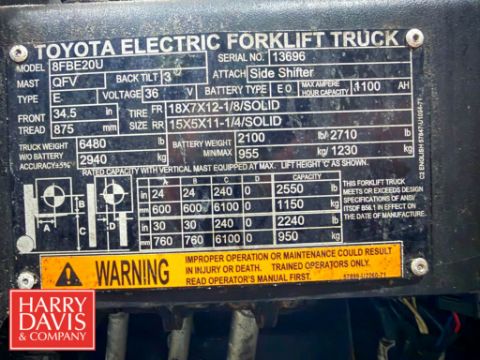 TOYOTA ELECTRIC FORKLIFT TRUCK
MODEL 8FBE20U SERIAL NO. 13696
MAST QFV BACK TILT 3 ATTACH Side Shifter
TYPE E VOLTAGE 36 V BATTERY TYPE E O MAX AMPERE HOUR CAPACITY 1100 AH
FRONT 34.5 in TIRE FR 18X7X12-1/8/SOLID
TREAD 875 mm SIZE RR 15X5X11-1/4/SOLID
TRUCK WEIGHT 6480 lb BATTERY WEIGHT 2100 lb/ 2710 lb
W/O BATTERY 2940 kg MIN/MAX 955 kg/ 1230 kg
ACCURACY±5%
RATED CAPACITY WITH VERTICAL MAST EQUIPPED AT MAX. LIFT HEIGHT 'C' AS SHOWN.
A B C D CAPACITY
in 24 24 240 0 2550 lb
mm 600 600 6100 0 1150 kg
in 30 30 240 0 2240 lb
mm 760 760 6100 0 950 kg
THIS FORKLIFT TRUCK
MEETS OR EXCEEDS DESIGN
SPECIFICATIONS OF ANSI/
ITSDF B56.1 IN EFFECT ON
THE DATE OF MANUFACTURE.
WARNING
IMPROPER OPERATION OR MAINTENANCE COULD RESULT
IN INJURY OR DEATH. TRAINED OPERATORS ONLY.
READ OPERATOR'S MANUAL FIRST.
HARRY
DAVIS
& COMPANY